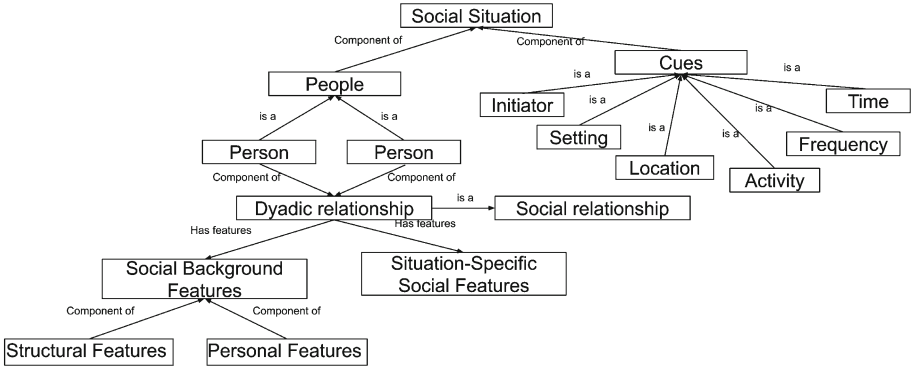 Social Situation
Component of
Component of
Cues
People
is a
is a
Initiator
Time
is a
is a
is a
is a
Setting
is a
is a
Frequency
Person
Person
Location
Activity
Component of
Component of
Dyadic relationship
is a
Social relationship
Has features
Has features
Social Background
Features
Situation-Specific
Social Features
Component of
Component of
Structural Features
Personal Features